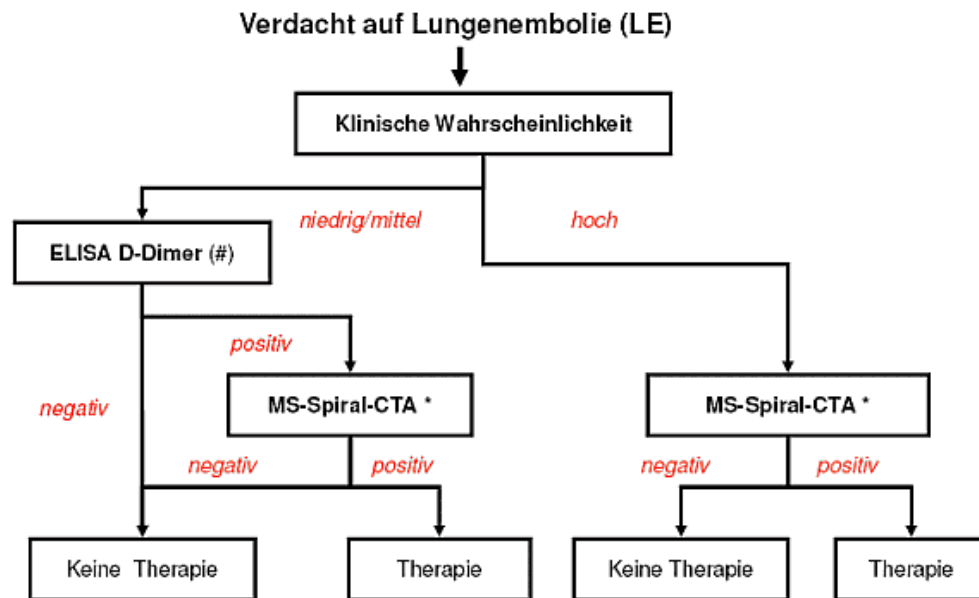 Verdacht auf Lungenembolie (LE)
Klinische Wahrscheinlichkeit
niedrig/mittel
hoch
ELISA D-Dimer (#)
positiv
negativ
MS-Spiral-CTA *
MS-Spiral-CTA *
negativ
positiv
negativ
positiv
Keine Therapie
Therapie
Keine Therapie
Therapie